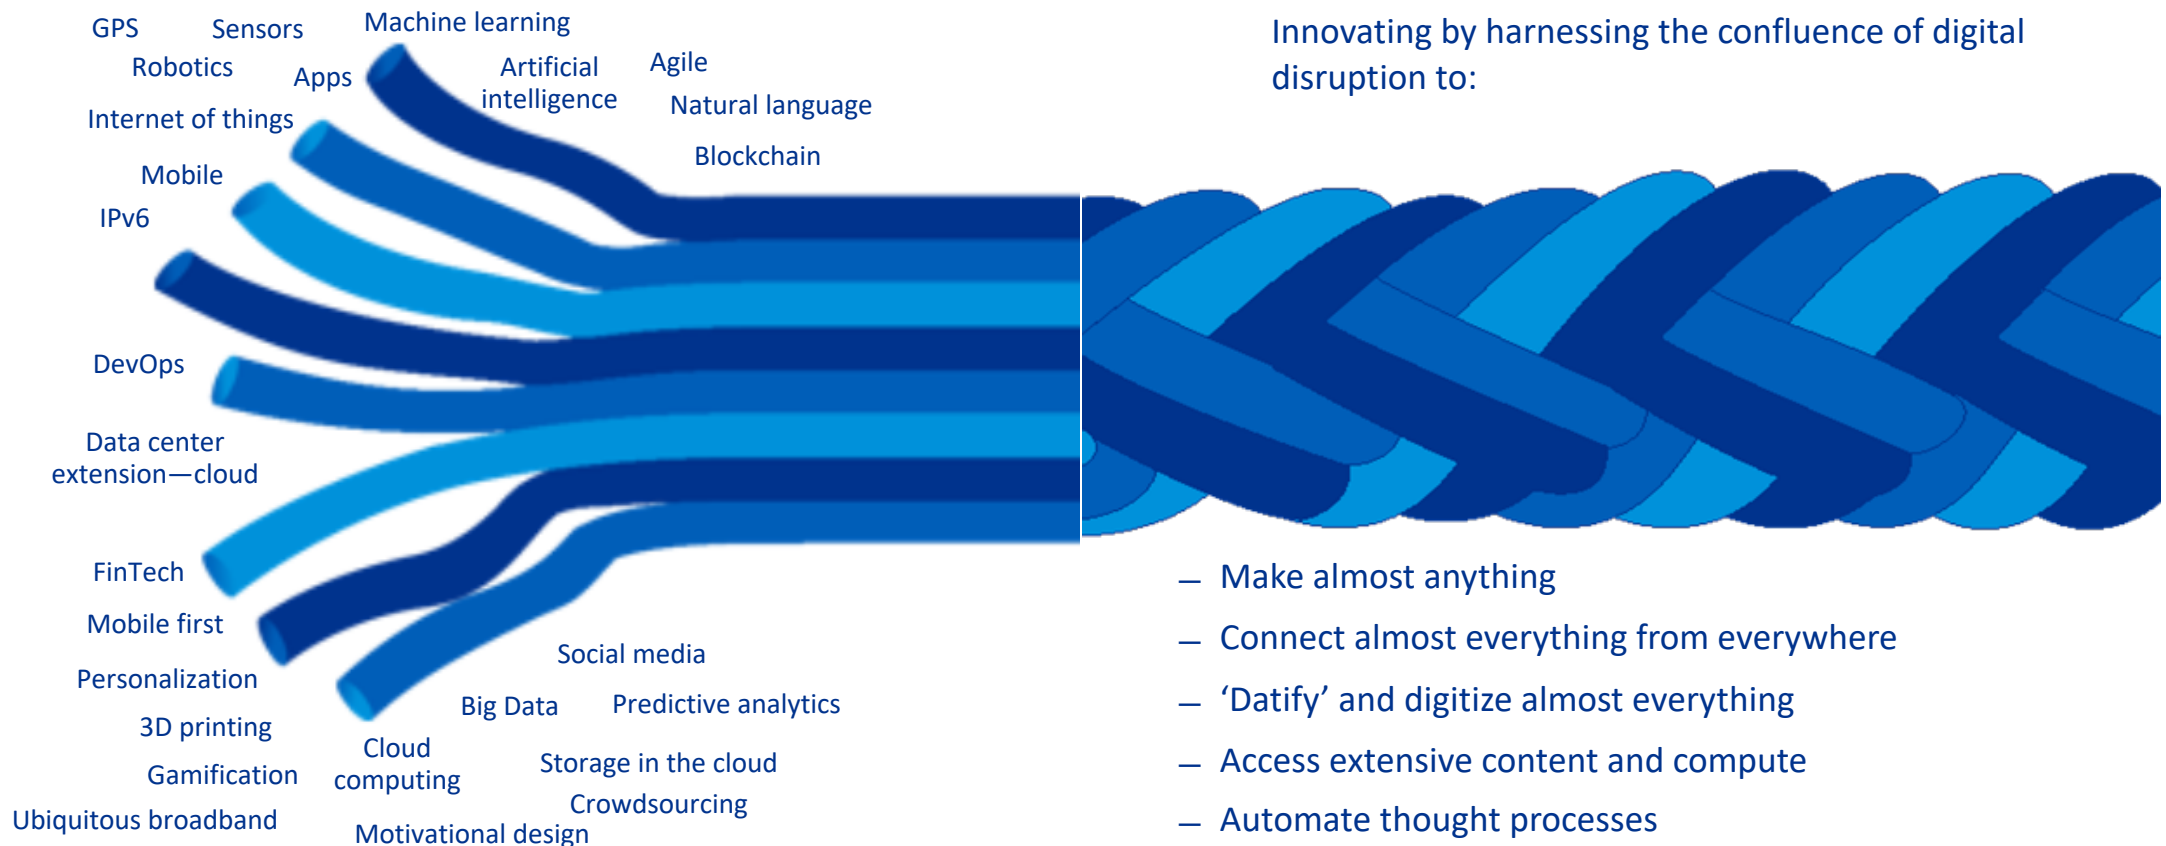 GPS
Sensors
Machine learning
Robotics
Apps
Artificial
intelligence
Agile
Natural language
Internet of things
Blockchain
Mobile
IPv6
DevOps
Data center
extension—cloud
FinTech
Mobile first
Social media
Personalization
Big Data
Predictive analytics
3D printing
Cloud
computing
Storage in the cloud
Gamification
Crowdsourcing
Ubiquitous broadband
Motivational design
Innovating by harnessing the confluence of digital
disruption to:
— Make almost anything
— Connect almost everything from everywhere
— ‘Datify’ and digitize almost everything
— Access extensive content and compute
— Automate thought processes